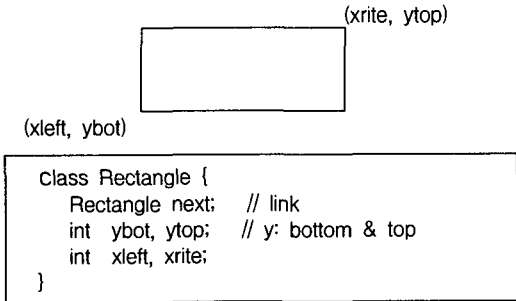 (xrite, ytop)
(xleft, ybot)
Class Rectangle {
Rectangle next; // link
int ybot, ytop; // y: bottom & top
int xleft, xrite;
}